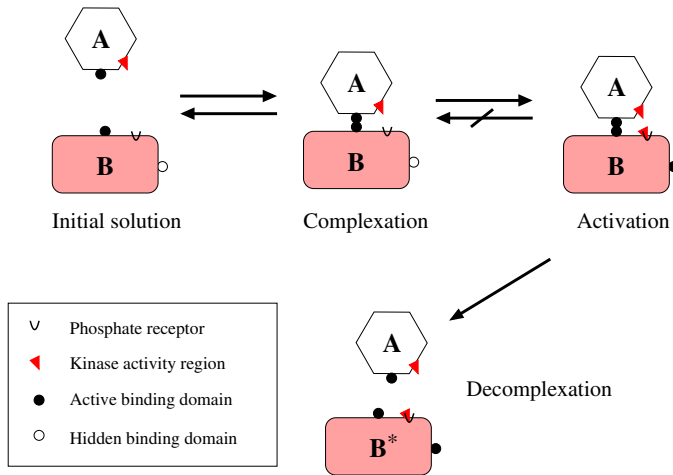 A
A
A
B
B
B
Initial solution
Complexation
Activation
Phosphate receptor
Kinase activity region
Active binding domain
Hidden binding domain
A
Decomplexation
B*